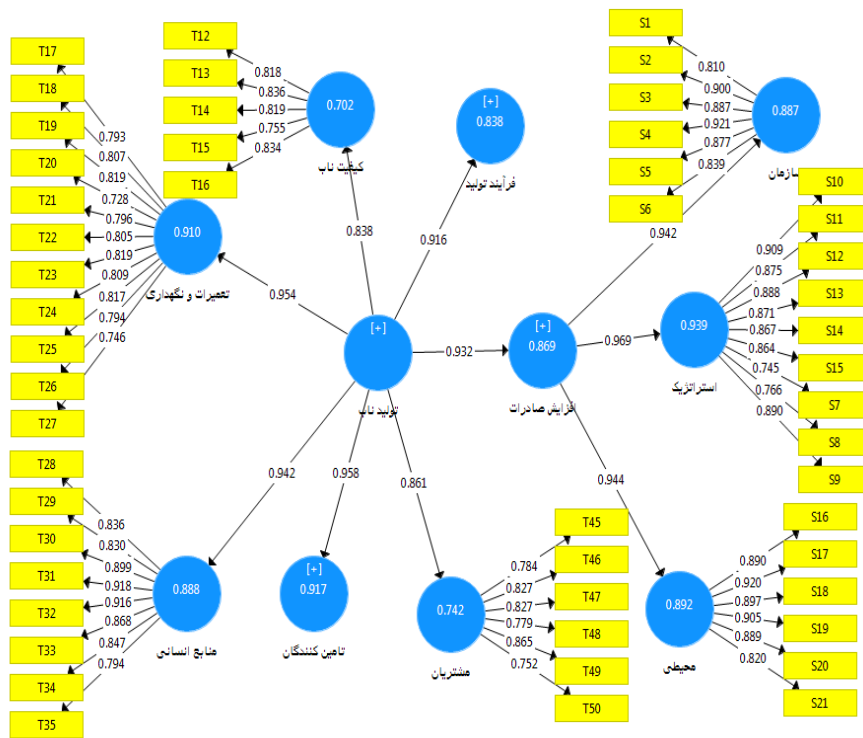 T17
T18
T19
T20
T21
T22
T23
T24
T25
T26
T27
0.793
0.807
0.819
0.728
0.796
0.805
0.819
0.809
0.817
0.794
0.746
0.910
تعمیرات و نگهداری
T12
T13
T14
T15
T16
0.818
0.836
0.819
0.755
0.834
0.702
کیفیت ناب
[+]
0.838
فرآیند تولید
S1
S2
S3
S4
S5
S6
0.810
0.900
0.887
0.921
0.877
0.839
0.887
سازمان
0.954
0.838
0.916
0.942
[+]
تولید ناب
0.932
[+]
0.869
افزایش صادرات
0.969
0.939
استراتژیک
S10
S11
S12
S13
S14
S15
S7
S8
S9
0.909
0.875
0.888
0.871
0.867
0.864
0.745
0.766
0.890
0.942
0.958
0.861
0.944
T28
T29
T30
T31
T32
T33
T34
T35
0.836
0.830
0.899
0.918
0.916
0.868
0.847
0.794
0.888
منابع انسانی
[+]
0.917
تامین کنندگان
0.742
مشتریان
T45
T46
T47
T48
T49
T50
0.784
0.827
0.827
0.779
0.865
0.752
0.892
محیطی
S16
S17
S18
S19
S20
S21
0.890
0.920
0.897
0.905
0.889
0.820